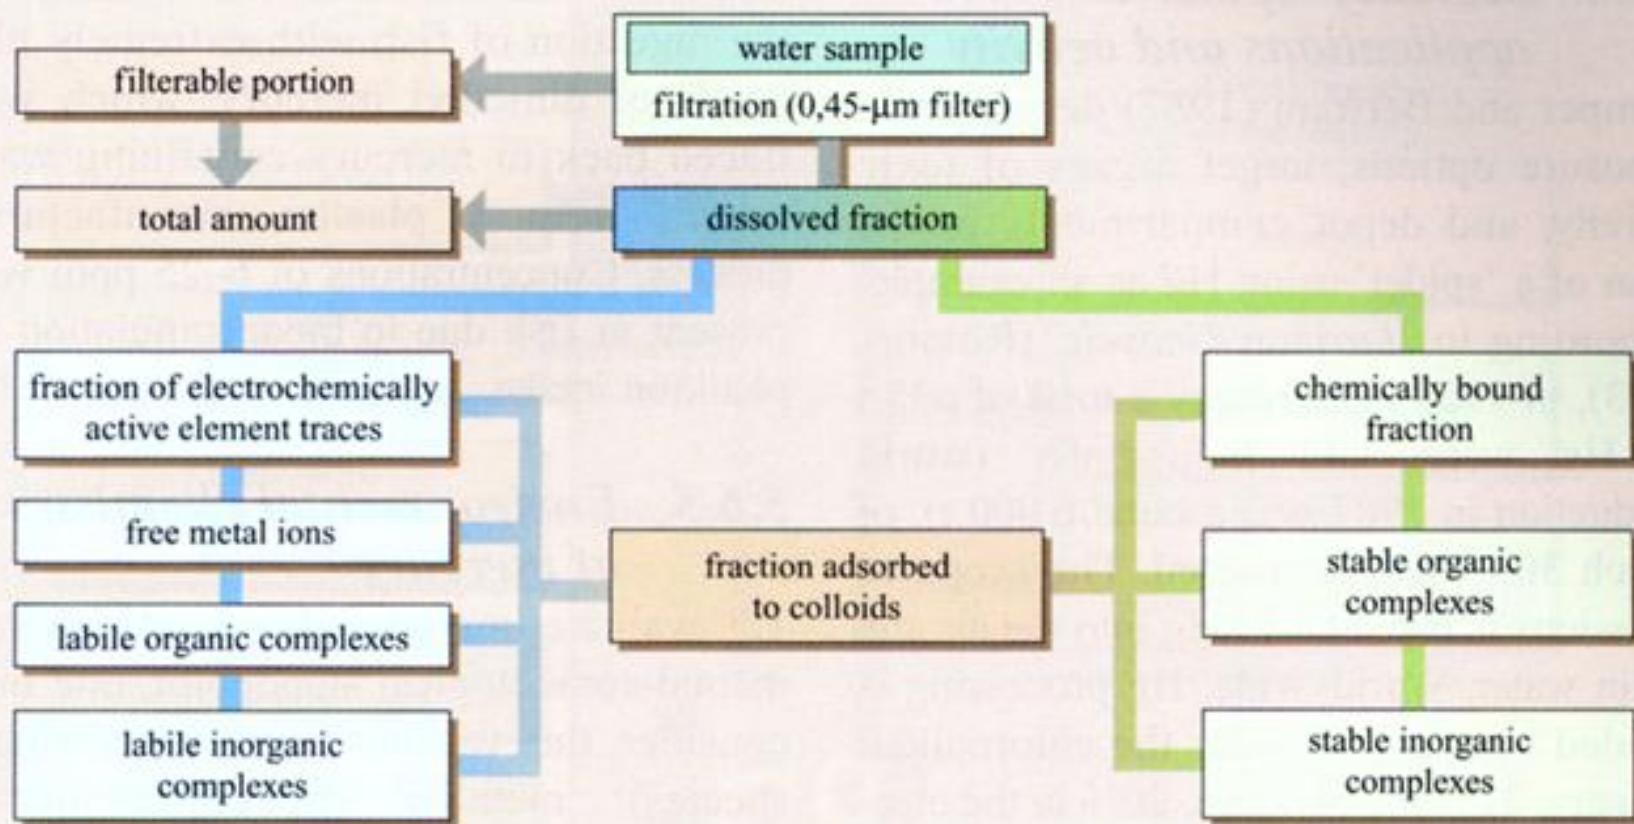 water sample
filtration (0,45-µm filter)
filterable portion
total amount
dissolved fraction
fraction of electrochemically
active element traces
free metal ions
labile organic complexes
labile inorganic
complexes
fraction adsorbed
to colloids
chemically bound
fraction
stable organic
complexes
stable inorganic
complexes